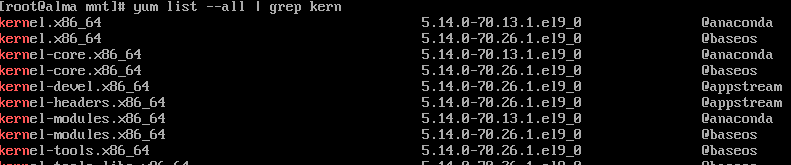 [root@alma mnt]# yum list --all | grep kern
kernel.x86_64 5.14.0-70.13.1.el9_0 @anaconda
kernel.x86_64 5.14.0-70.26.1.el9_0 @baseos
kernel-core.x86_64 5.14.0-70.13.1.el9_0 @anaconda
kernel-core.x86_64 5.14.0-70.26.1.el9_0 @baseos
kernel-devel.x86_64 5.14.0-70.26.1.el9_0 @appstream
kernel-headers.x86_64 5.14.0-70.26.1.el9_0 @appstream
kernel-modules.x86_64 5.14.0-70.13.1.el9_0 @anaconda
kernel-modules.x86_64 5.14.0-70.26.1.el9_0 @baseos
kernel-tools.x86_64 5.14.0-70.26.1.el9_0 @baseos
kernel-tools-libs.x86_64 5.14.0-70.26.1.el9_0 @baseos